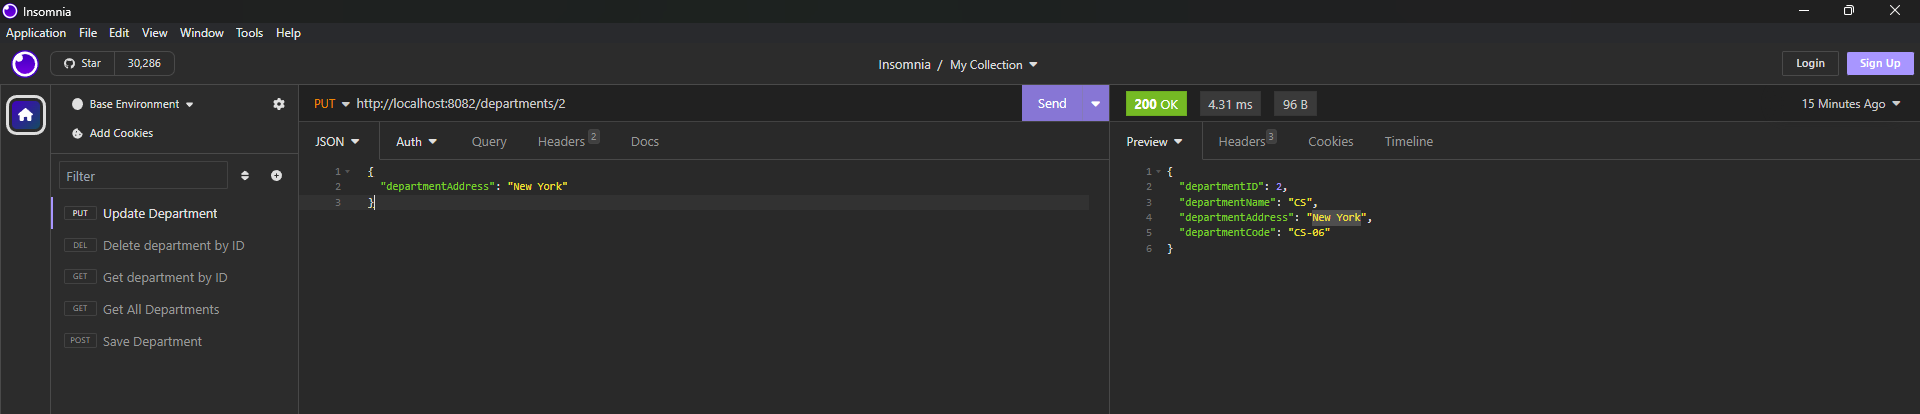 Insomnia
Application File Edit View Window Tools Help
Star 30,286
Insomnia / My Collection
Login Sign Up
Base Environment
Add Cookies
Filter
PUT Update Department
DEL Delete department by ID
GET Get department by ID
GET Get All Departments
POST Save Department
PUT http://localhost:8082/departments/2 Send
JSON Auth Query Headers 2 Docs
1 {
2 "departmentAddress": "New York"
3 }
200 OK 4.31 ms 96 B 15 Minutes Ago
Preview Headers 3 Cookies Timeline
1 {
2 "departmentID": 2,
3 "departmentName": "CS",
4 "departmentAddress": "New York",
5 "departmentCode": "CS-06"
6 }